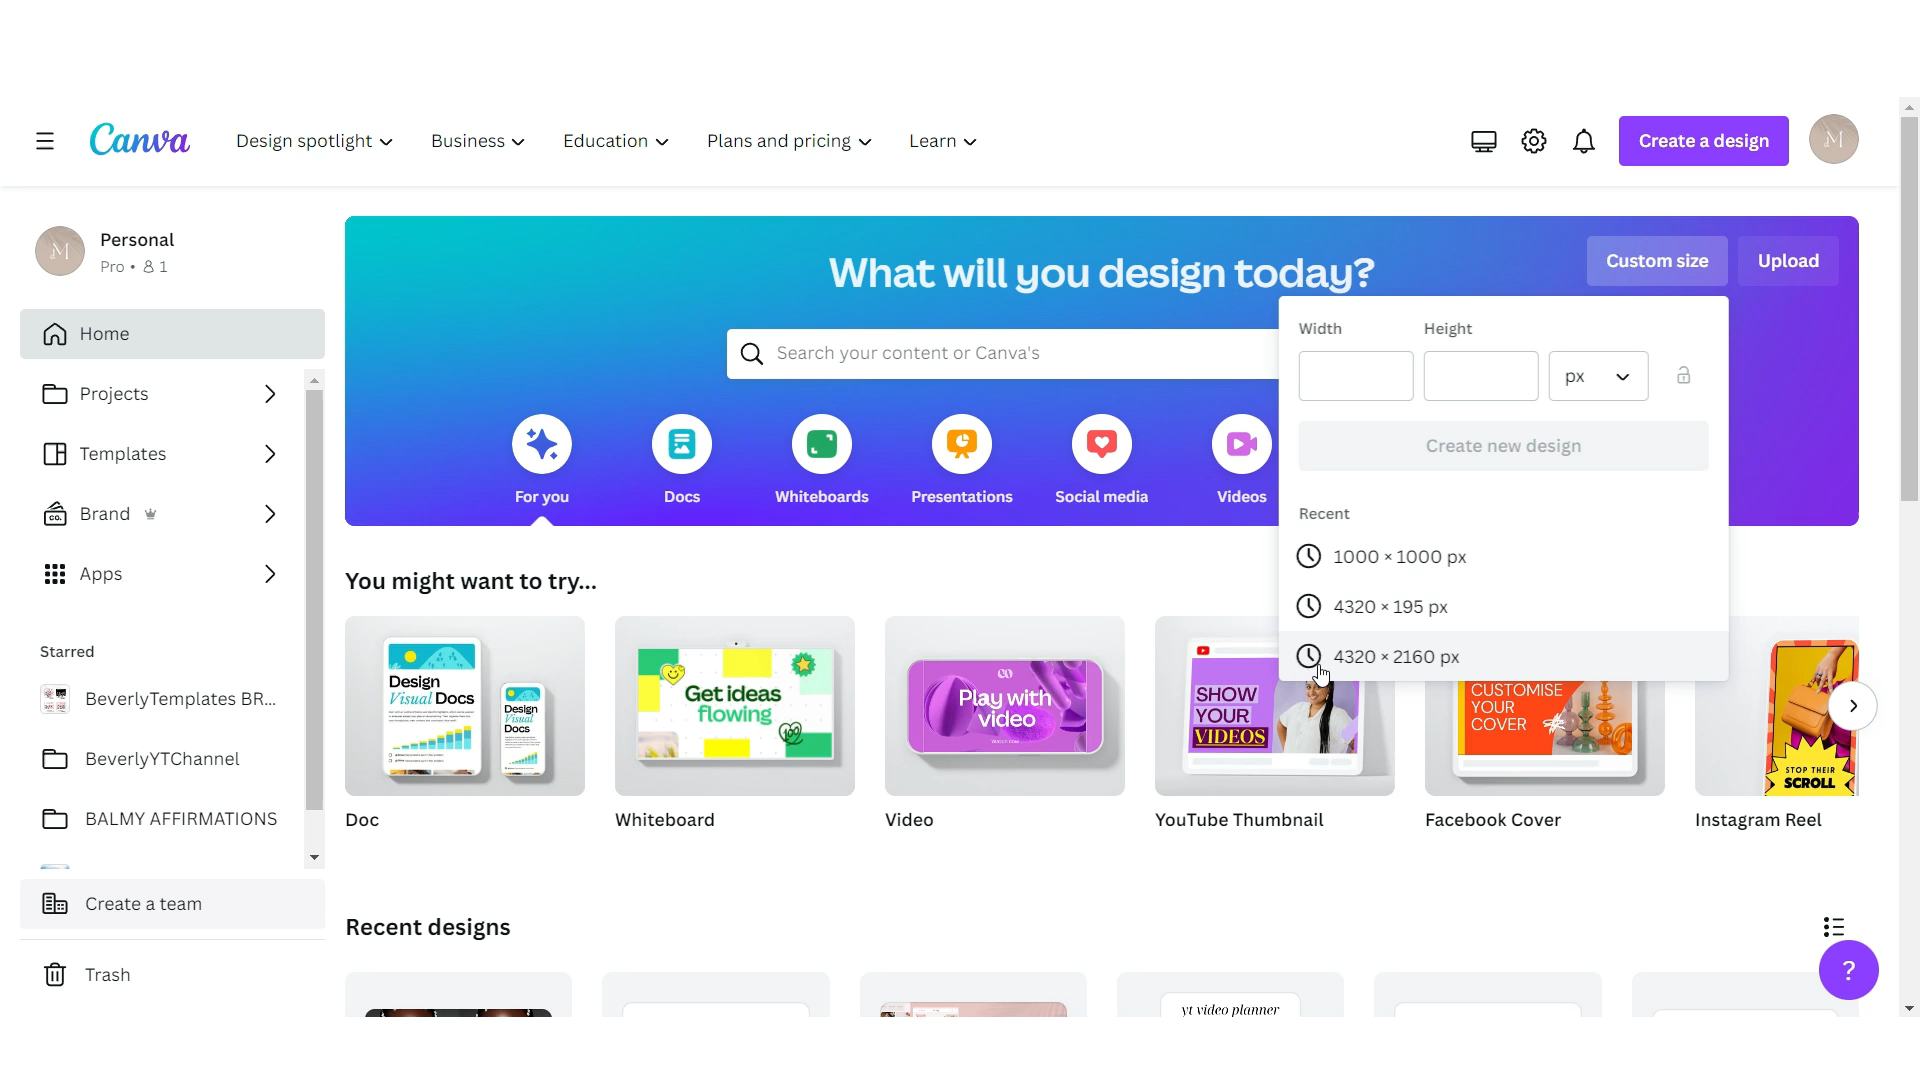 Canva
Design spotlight
Business
Education
Plans and pricing
Learn
Create a design
M
M
Personal
Pro • 1
Home
Projects
Templates
Brand
CO.
Apps
Starred
BeverlyTemplates BR...
BeverlyYTChannel
BALMY AFFIRMATIONS
Create a team
Trash
What will you design today?
Custom size
Upload
Search your content or Canva's
For you
Docs
Whiteboards
Presentations
Social media
Videos
Width
Height
px
Create new design
Recent
1000 × 1000 px
4320 × 195 px
4320 × 2160 px
You might want to try...
Design
Visual Docs
Design
Visual
Docs
Get ideas
flowing
100
Play with
video
SHOW
YOUR
VIDEOS
CUSTOMISE
YOUR
COVER
STOP THEIR
SCROLL
Doc
Whiteboard
Video
YouTube Thumbnail
Facebook Cover
Instagram Reel
Recent designs
?
yt video planner